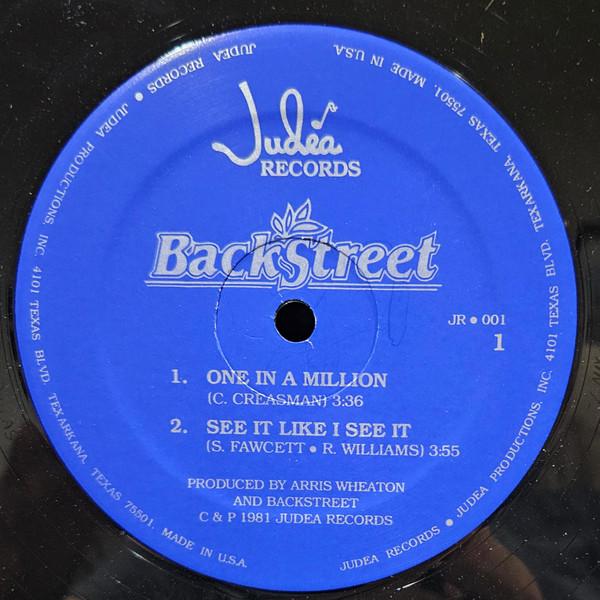 Judea
RECORDS
BackStreet
JR • 001
1
1. ONE IN A MILLION
(C. CREASMAN) 3:36
2. SEE IT LIKE I SEE IT
(S. FAWCETT • R. WILLIAMS) 3:55
PRODUCED BY ARRIS WHEATON
AND BACKSTREET
C & P 1981 JUDEA RECORDS
JUDEA RECORDS • JUDEA PRODUCTIONS, INC. 4101 TEXAS BLVD. TEXARKANA, TEXAS 75501, MADE IN U.S.A.
JUDEA RECORDS • JUDEA PRODUCTIONS, INC. 4101 TEXAS BLVD. TEXARKANA, TEXAS 75501, MADE IN U.S.A.